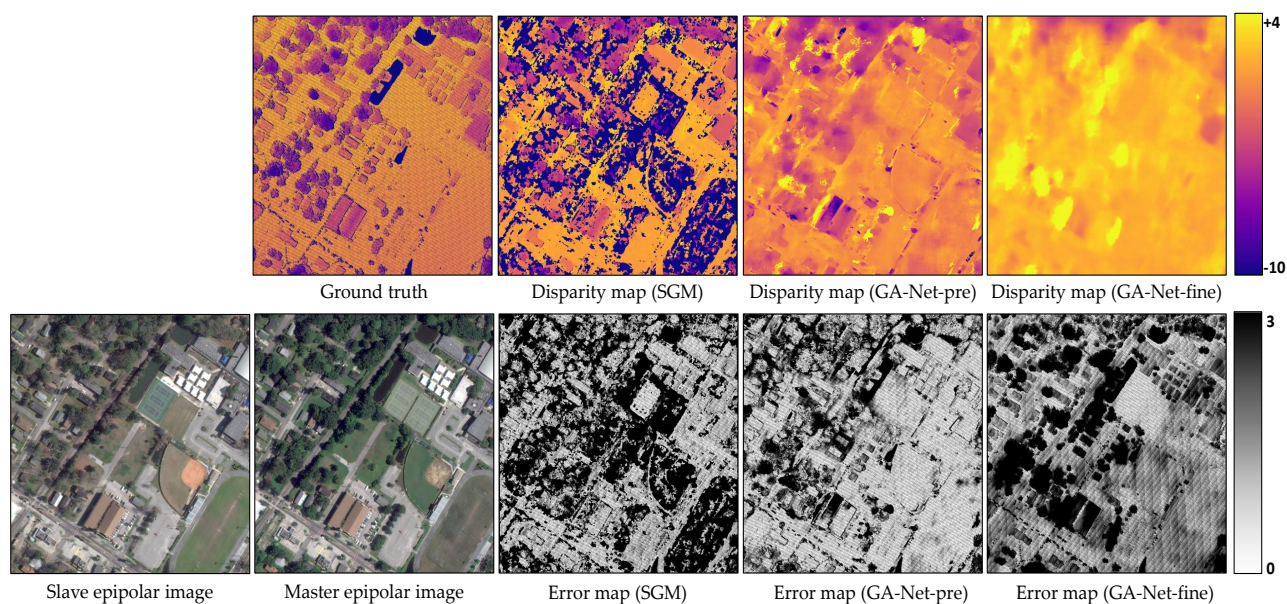 +4
-10
Ground truth
Disparity map (SGM)
Disparity map (GA-Net-pre)
Disparity map (GA-Net-fine)
3
0
Slave epipolar image
Master epipolar image
Error map (SGM)
Error map (GA-Net-pre)
Error map (GA-Net-fine)